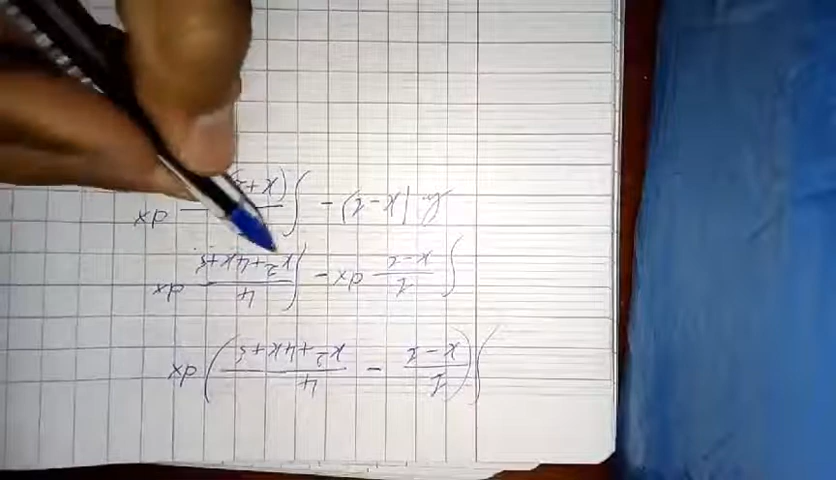 ∫(1/(x-2) - 4/(x²+4x+5)) dx
∫ 1/(x-2) dx - ∫ 4/(x²+4x+5) dx
ln|x-2) - ∫ (x+2 dx